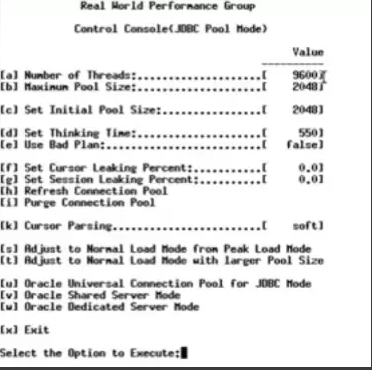 Real World Performance Group
Control Console(JDBC Pool Mode)
Value
----------
[a] Number of Threads:..................[ 9600]
[b] Maximum Pool Size:..................[ 2048]
[c] Set Initial Pool Size:..............[ 2048]
[d] Set Thinking Time:..................[ 550]
[e] Use Bad Plan:.......................[ false]
[f] Set Cursor Leaking Percent:.........[ 0.0]
[g] Set Session Leaking Percent:........[ 0.0]
[h] Refresh Connection Pool
[i] Purge Connection Pool
[k] Cursor Parsing......................[ soft]
[s] Adjust to Normal Load Mode from Peak Load Mode
[t] Adjust to Normal Load Mode with larger Pool Size
[u] Oracle Universal Connection Pool for JDBC Mode
[v] Oracle Shared Server Mode
[w] Oracle Dedicated Server Mode
[x] Exit
Select the Option to Execute: